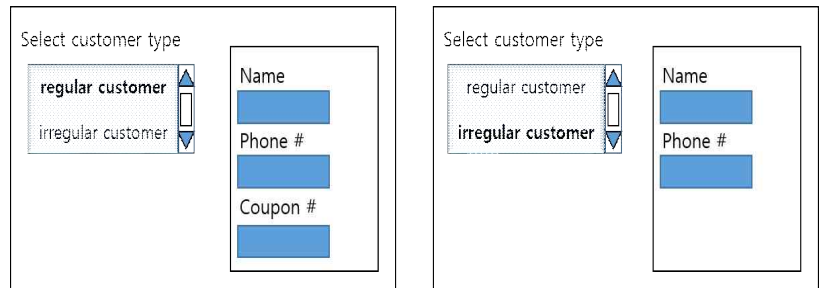 Select customer type
regular customer
irregular customer
Name
Phone #
Coupon #
Select customer type
regular customer
irregular customer
Name
Phone #